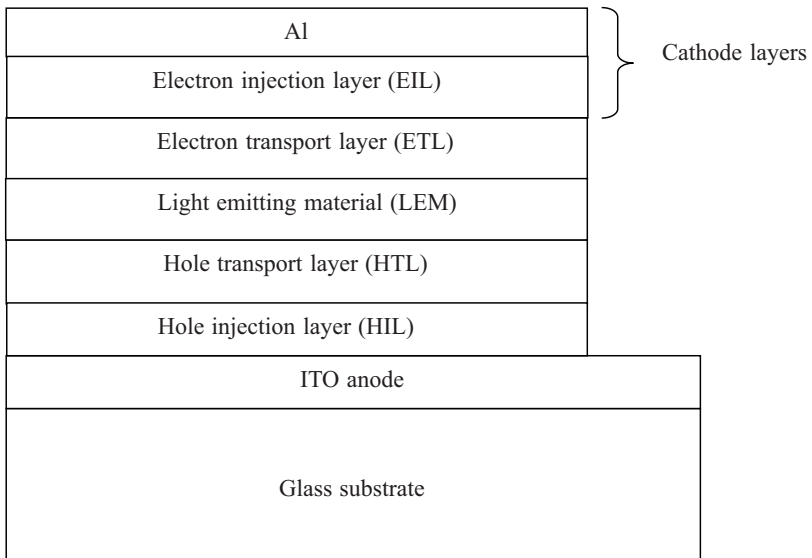 Al
Cathode layers
Electron injection layer (EIL)
Electron transport layer (ETL)
Light emitting material (LEM)
Hole transport layer (HTL)
Hole injection layer (HIL)
ITO anode
Glass substrate